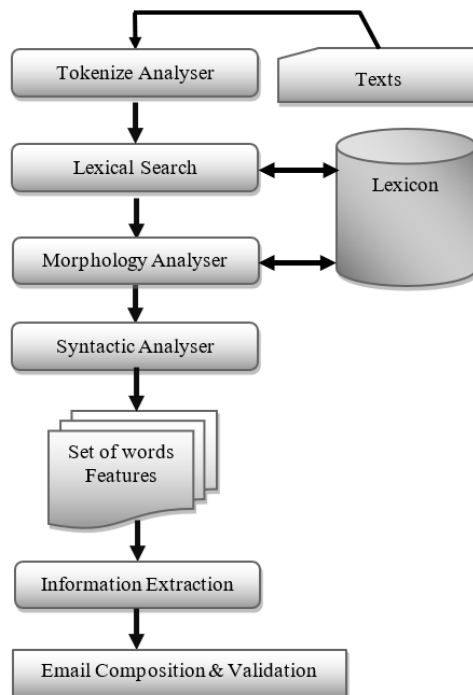 Tokenize Analyser
Texts
Lexical Search
Lexicon
Morphology Analyser
Syntactic Analyser
Set of words
Features
Information Extraction
Email Composition & Validation